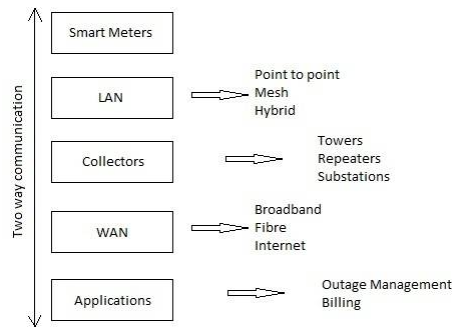 Two way communication
Smart Meters
LAN
Point to point
Mesh
Hybrid
Collectors
Towers
Repeaters
Substations
WAN
Broadband
Fibre
Internet
Applications
Outage Management
Billing